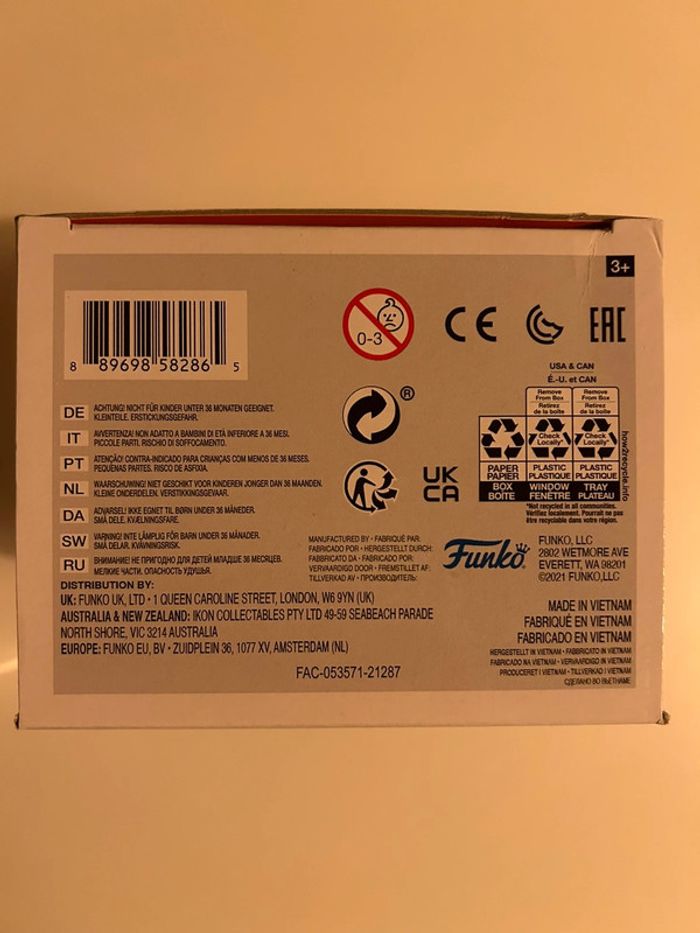 3+
8 89698 58286 5
0-3
CE
EAC
®
UK
CA
USA & CAN
É.-U. et CAN
Remove
From Box
Retirez
de la boîte
Remove
From Box
Retirez
de la boîte
Check
Locally*
Check
Locally*
PAPER
PAPIER
BOX
BOÎTE
PLASTIC
PLASTIQUE
WINDOW
FENÊTRE
PLASTIC
PLASTIQUE
TRAY
PLATEAU
how2recycle.info
*Not recycled in all communities.
Vérifiez localement. Pourrait ne pas
être recyclable dans votre région.
DE ACHTUNG! NICHT FÜR KINDER UNTER 36 MONATEN GEEIGNET.
KLEINTEILE. ERSTICKUNGSGEFAHR.
IT AVVERTENZA! NON ADATTO A BAMBINI DI ETÀ INFERIORE A 36 MESI.
PICCOLE PARTI. RISCHIO DI SOFFOCAMENTO.
PT ATENÇÃO! CONTRA-INDICADO PARA CRIANÇAS COM MENOS DE 36 MESES.
PEQUENAS PARTES. RISCO DE ASFIXIA.
NL WAARSCHUWING! NIET GESCHIKT VOOR KINDEREN JONGER DAN 36 MAANDEN.
KLEINE ONDERDELEN. VERSTIKKINGSGEVAAR.
DA ADVARSEL! IKKE EGNET TIL BØRN UNDER 36 MÅNEDER.
SMÅ DELE. KVÆLNINGSFARE.
SW VARNING! INTE LÄMPLIG FÖR BARN UNDER 36 MÅNADER.
SMÅ DELAR. KVÄVNINGSRISK.
RU ВНИМАНИЕ! НЕ ПРИГОДНО ДЛЯ ДЕТЕЙ МЛАДШЕ 36 МЕСЯЦЕВ.
МЕЛКИЕ ЧАСТИ. ОПАСНОСТЬ УДУШЬЯ.
MANUFACTURED BY • FABRIQUÉ PAR
FABRICADO POR • HERGESTELLT DURCH:
FABBRICATO DA • FABRICADO POR:
VERVAARDIGD DOOR • FREMSTILLET AF:
TILLVERKAD AV • ПРОИЗВОДИТЕЛЬ:
Funko
FUNKO, LLC
2802 WETMORE AVE
EVERETT, WA 98201
©2021 FUNKO,LLC
DISTRIBUTION BY:
UK: FUNKO UK, LTD • 1 QUEEN CAROLINE STREET, LONDON, W6 9YN (UK)
AUSTRALIA & NEW ZEALAND: IKON COLLECTABLES PTY LTD 49-59 SEABEACH PARADE
NORTH SHORE, VIC 3214 AUSTRALIA
EUROPE: FUNKO EU, BV • ZUIDPLEIN 36, 1077 XV, AMSTERDAM (NL)
MADE IN VIETNAM
FABRIQUÉ EN VIETNAM
FABRICADO EN VIETNAM
HERGESTELLT IN VIETNAM • FABBRICATO IN VIETNAM
FABRICADO NA VIETNAM • VERVAARDIGD IN VIETNAM
PRODUCERET I VIETNAM • TILLVERKAD I VIETNAM
СДЕЛАНО ВО ВЬЕТНАМЕ
FAC-053571-21287